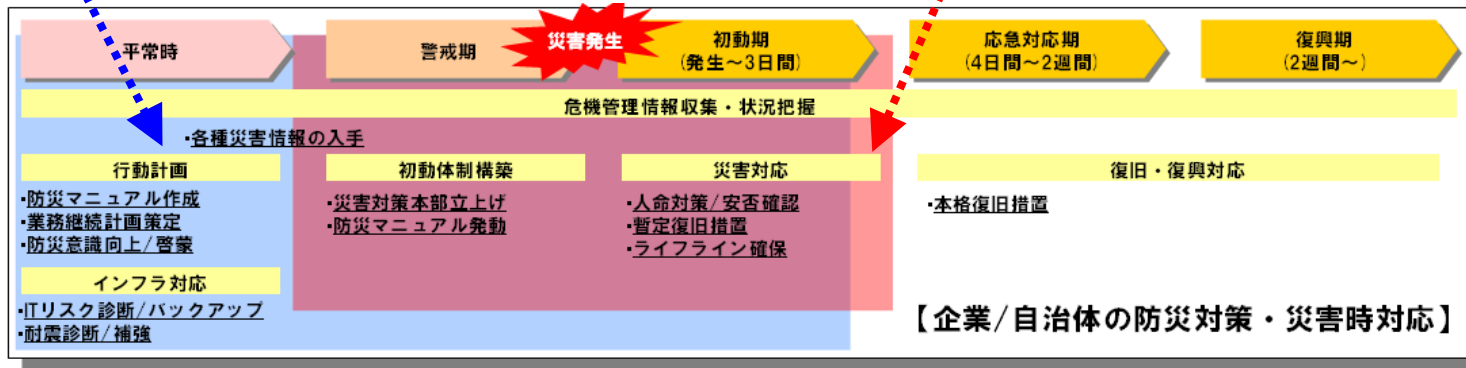 平常時
警戒期
災害発生
初動期
(発生～3日間)
応急対応期
(4日間～2週間)
復興期
(2週間～)
危機管理情報収集・状況把握
・各種災害情報の入手
行動計画
・防災マニュアル作成
・業務継続計画策定
・防災意識向上/啓蒙
インフラ対応
・ITリスク診断/バックアップ
・耐震診断/補強
初動体制構築
・災害対策本部立上げ
・防災マニュアル発動
災害対応
・人命対策/安否確認
・暫定復旧措置
・ライフライン確保
復旧・復興対応
・本格復旧措置
【企業/自治体の防災対策・災害時対応】